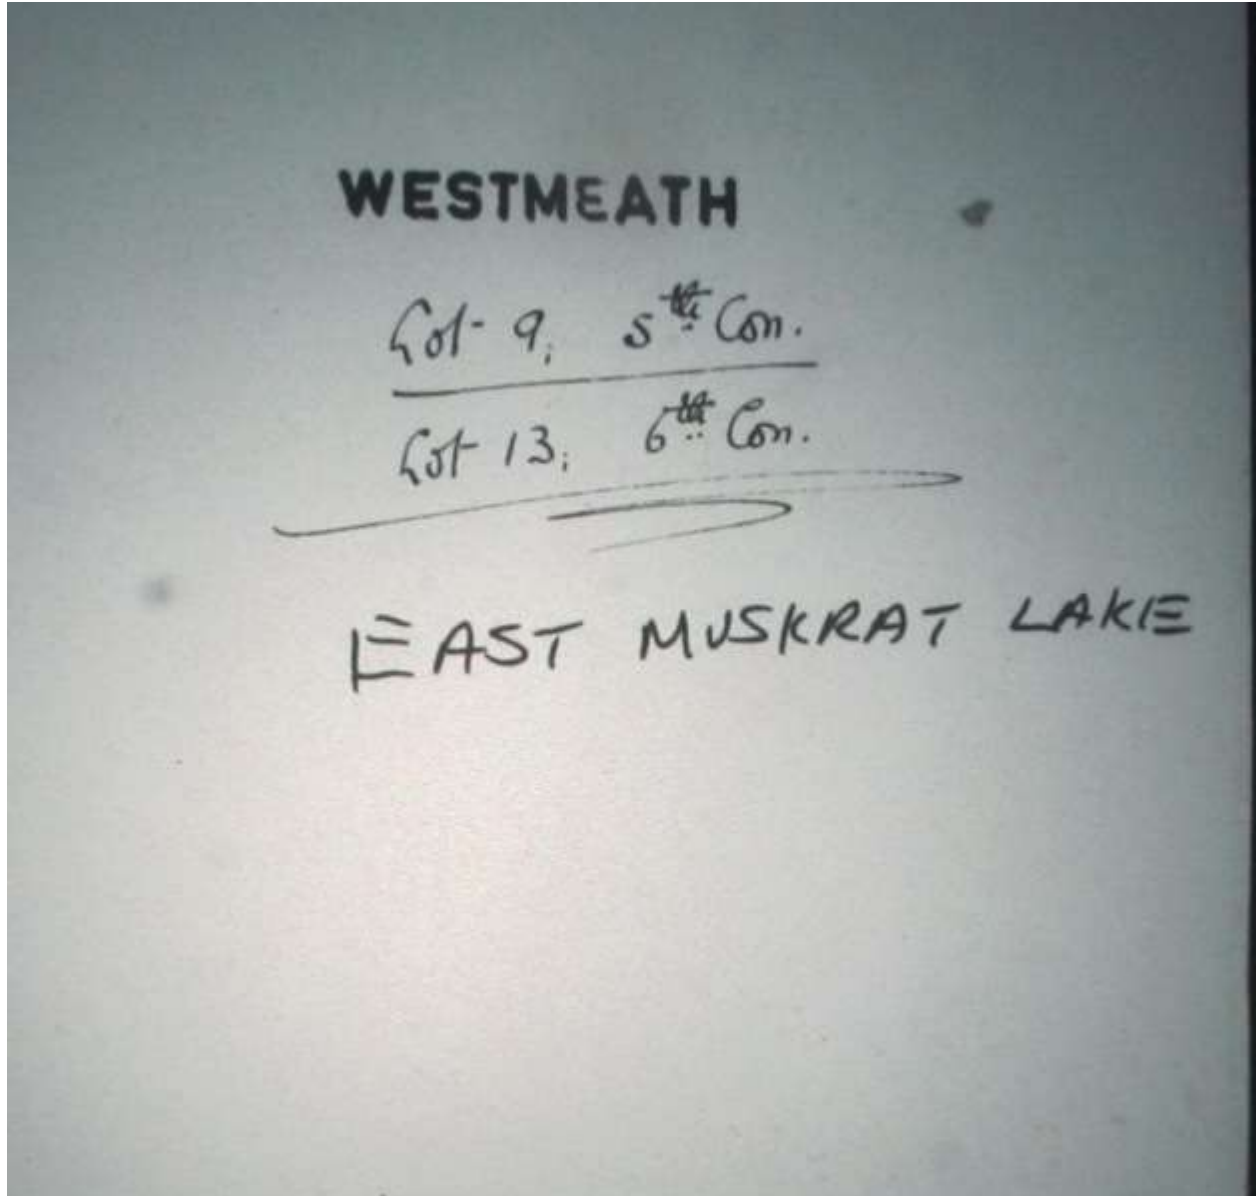 WESTMEATH
Lot 9, 5th Con.
Lot 13, 6th Con.
EAST MUSKRAT LAKE